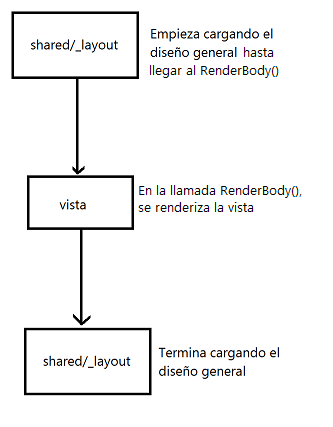 shared/_layout
Empieza cargando el
diseño general hasta
llegar al RenderBody()
vista
En la llamada RenderBody(),
se renderiza la vista
shared/_layout
Termina cargando el
diseño general